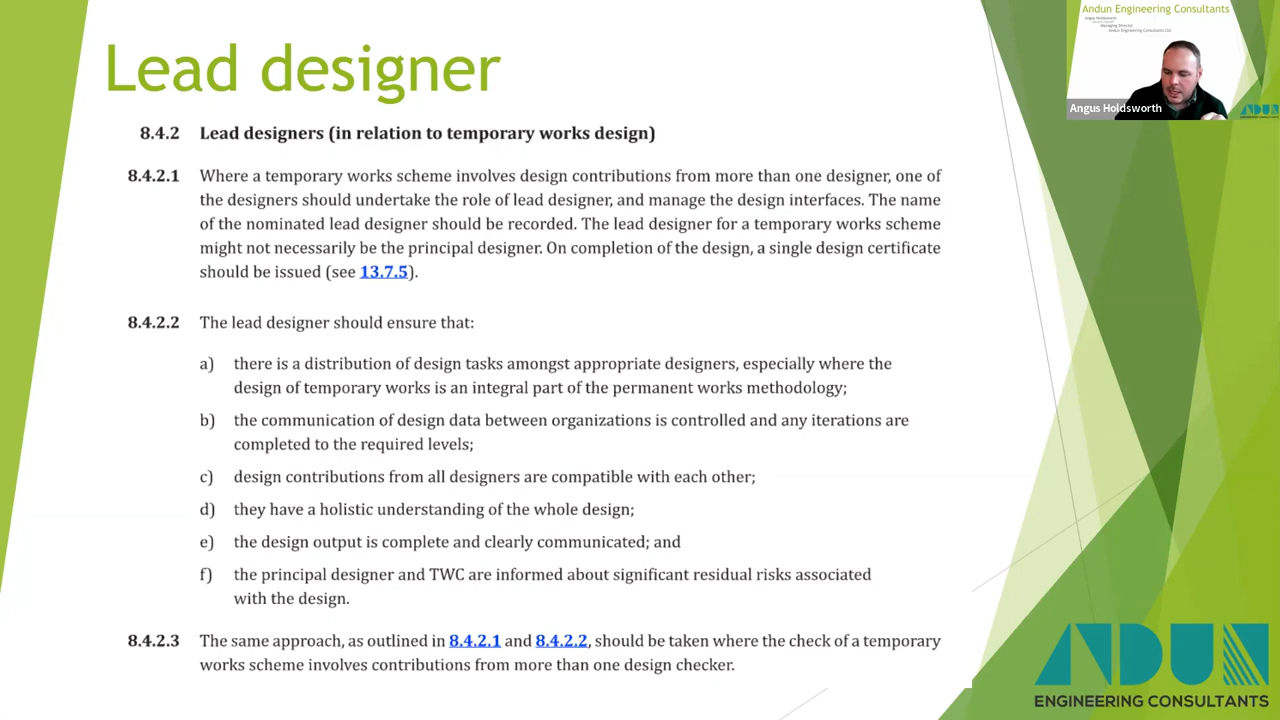 Lead designer
8.4.2 Lead designers (in relation to temporary works design)
8.4.2.1 Where a temporary works scheme involves design contributions from more than one designer, one of
the designers should undertake the role of lead designer, and manage the design interfaces. The name
of the nominated lead designer should be recorded. The lead designer for a temporary works scheme
might not necessarily be the principal designer. On completion of the design, a single design certificate
should be issued (see 13.7.5).
8.4.2.2 The lead designer should ensure that:
a) there is a distribution of design tasks amongst appropriate designers, especially where the
design of temporary works is an integral part of the permanent works methodology;
b) the communication of design data between organizations is controlled and any iterations are
completed to the required levels;
c) design contributions from all designers are compatible with each other;
d) they have a holistic understanding of the whole design;
e) the design output is complete and clearly communicated; and
f) the principal designer and TWC are informed about significant residual risks associated
with the design.
8.4.2.3 The same approach, as outlined in 8.4.2.1 and 8.4.2.2, should be taken where the check of a temporary
works scheme involves contributions from more than one design checker.
Andun Engineering Consultants
Angus Holdsworth
Managing Director
Andun Engineering Consultants Ltd
Angus Holdsworth
ANDUN
ENGINEERING CONSULTANTS